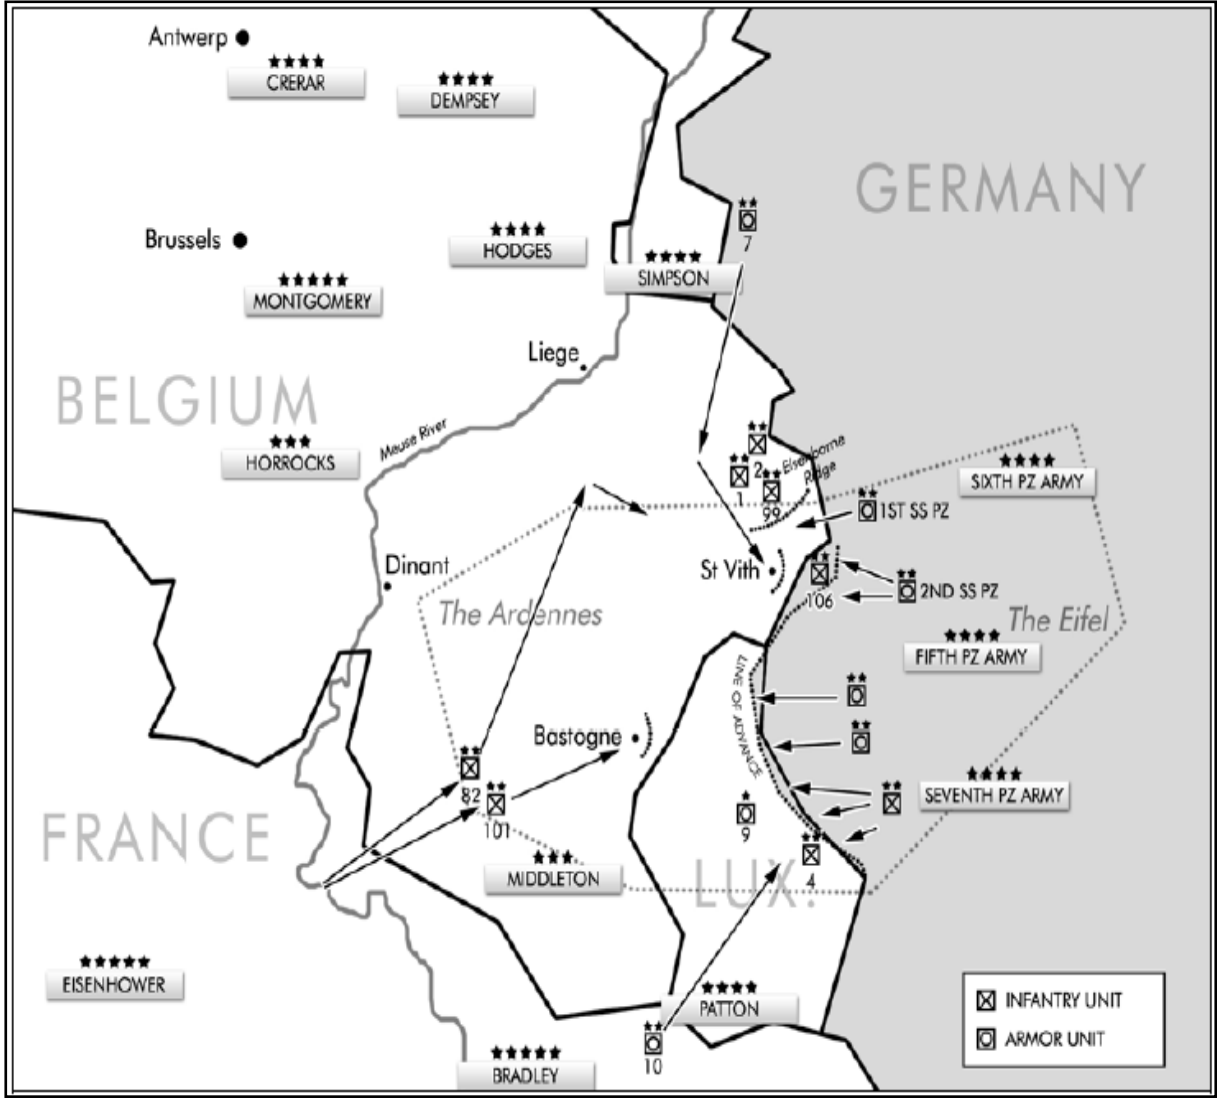 Antwerp
CRERAR
DEMPSEY
GERMANY
7
Brussels
HODGES
SIMPSON
MONTGOMERY
Liege
BELGIUM
Meuse River
HORROCKS
2
Elsenborne
Ridge
1
99
SIXTH PZ ARMY
1ST SS PZ
Dinant
St Vith
106
2ND SS PZ
The Ardennes
The Eifel
FIFTH PZ ARMY
LINE OF ADVANCE
Bastogne
82
101
SEVENTH PZ ARMY
9
FRANCE
MIDDLETON
4
LUX.
EISENHOWER
PATTON
10
BRADLEY
INFANTRY UNIT
ARMOR UNIT